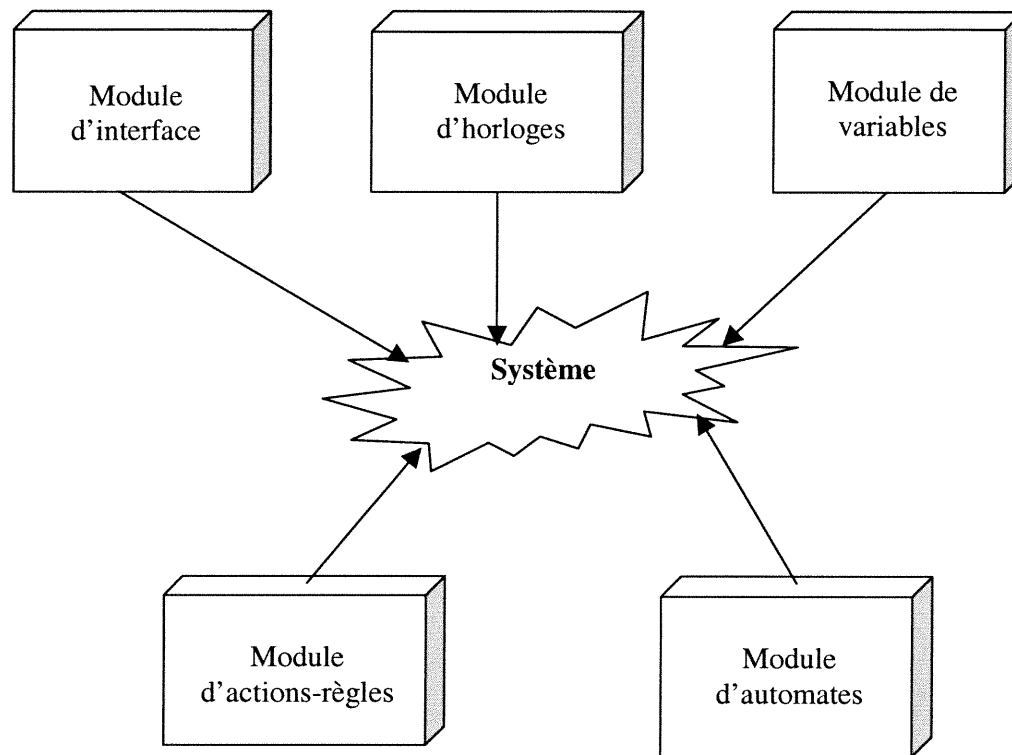 Module
d'interface
Module
d'horloges
Module de
variables
Système
Module
d'actions-règles
Module
d'automates